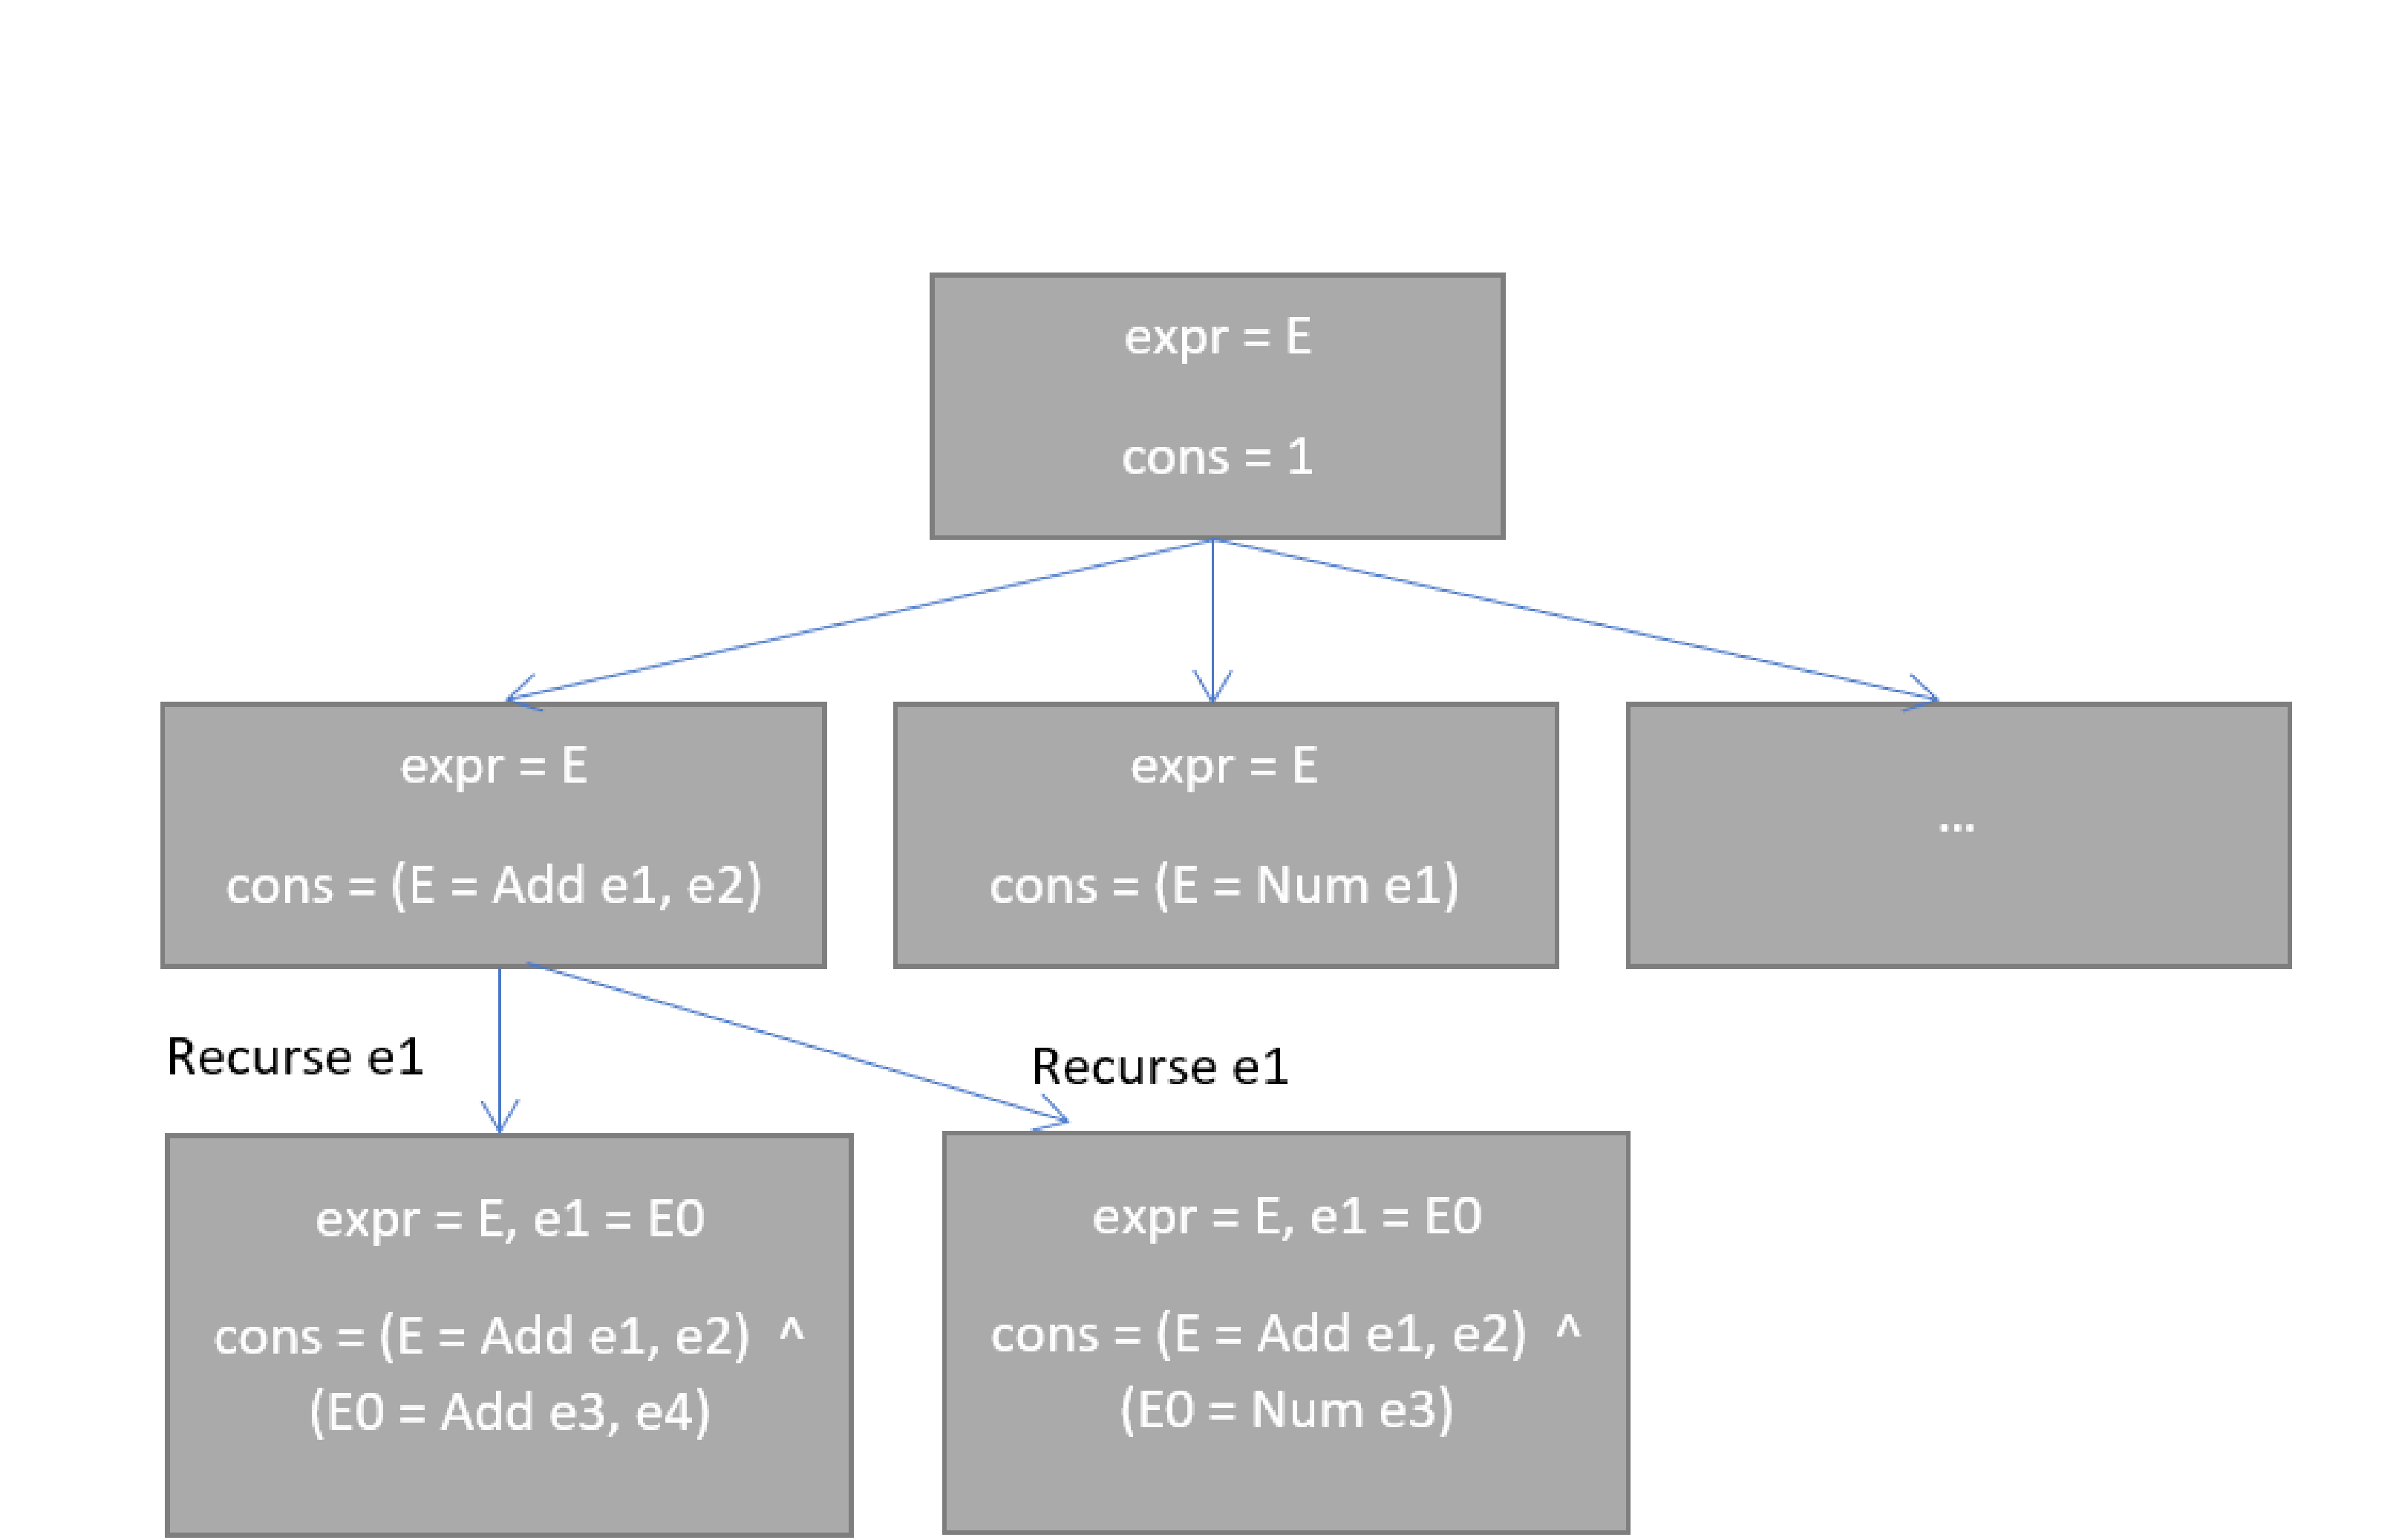 expr = E
cons = 1
expr = E
cons = (E = Add e1, e2)
expr = E
cons = (E = Num e1)
...
Recurse e1
Recurse e1
expr = E, e1 = E0
cons = (E = Add e1, e2) ^
(E0 = Add e3, e4)
expr = E, e1 = E0
cons = (E = Add e1, e2) ^
(E0 = Num e3)